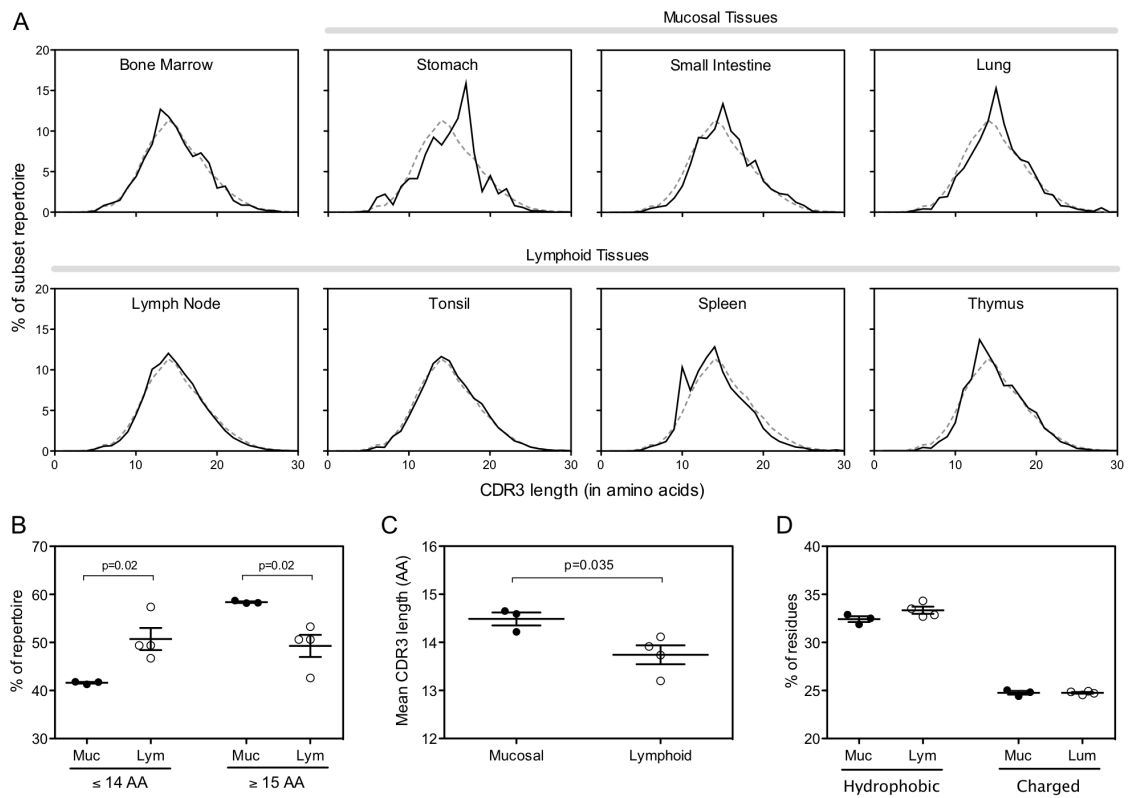 A
Mucosal Tissues
Bone Marrow
Stomach
Small Intestine
Lung
20
15
10
5
0
% of subset repertoire
Lymphoid Tissues
Lymph Node
Tonsil
Spleen
Thymus
20
15
10
5
0
0 10 20 30 0 10 20 30 0 10 20 30 0 10 20 30
CDR3 length (in amino acids)
B
% of repertoire
70
60
50
40
30
p=0.02
p=0.02
Muc Lym Muc Lym
≤ 14 AA
≥ 15 AA
C
Mean CDR3 length (AA)
16
15
14
13
12
p=0.035
Mucosal Lymphoid
D
% of residues
40
35
30
25
20
Muc Lym Muc Lum
Hydrophobic
Charged